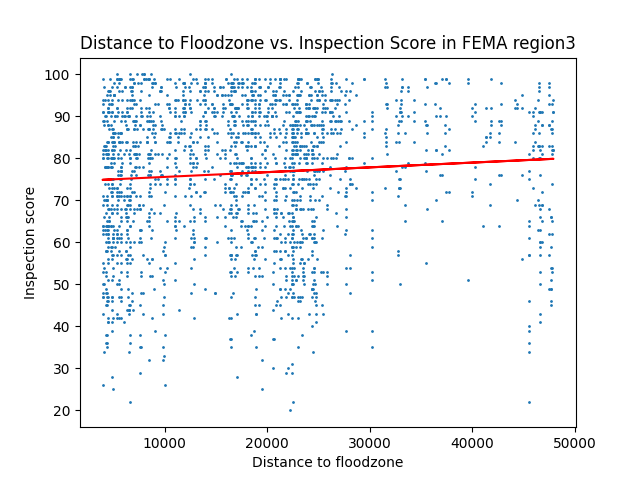 Distance to Floodzone vs. Inspection Score in FEMA region3
100
90
80
70
60
50
40
30
20
Inspection score
10000 20000 30000 40000 50000
Distance to floodzone